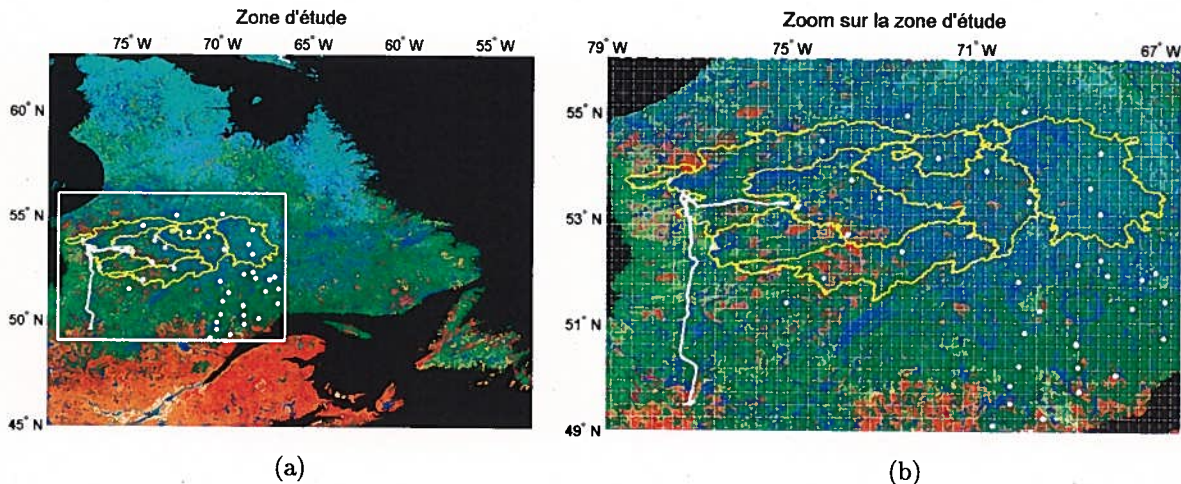 Zone d'étude
75° W 70° W 65° W 60° W 55° W
60° N
55° N
50° N
45° N
(a)
Zoom sur la zone d'étude
79° W 75° W 71° W 67° W
55° N
53° N
51° N
49° N
(b)